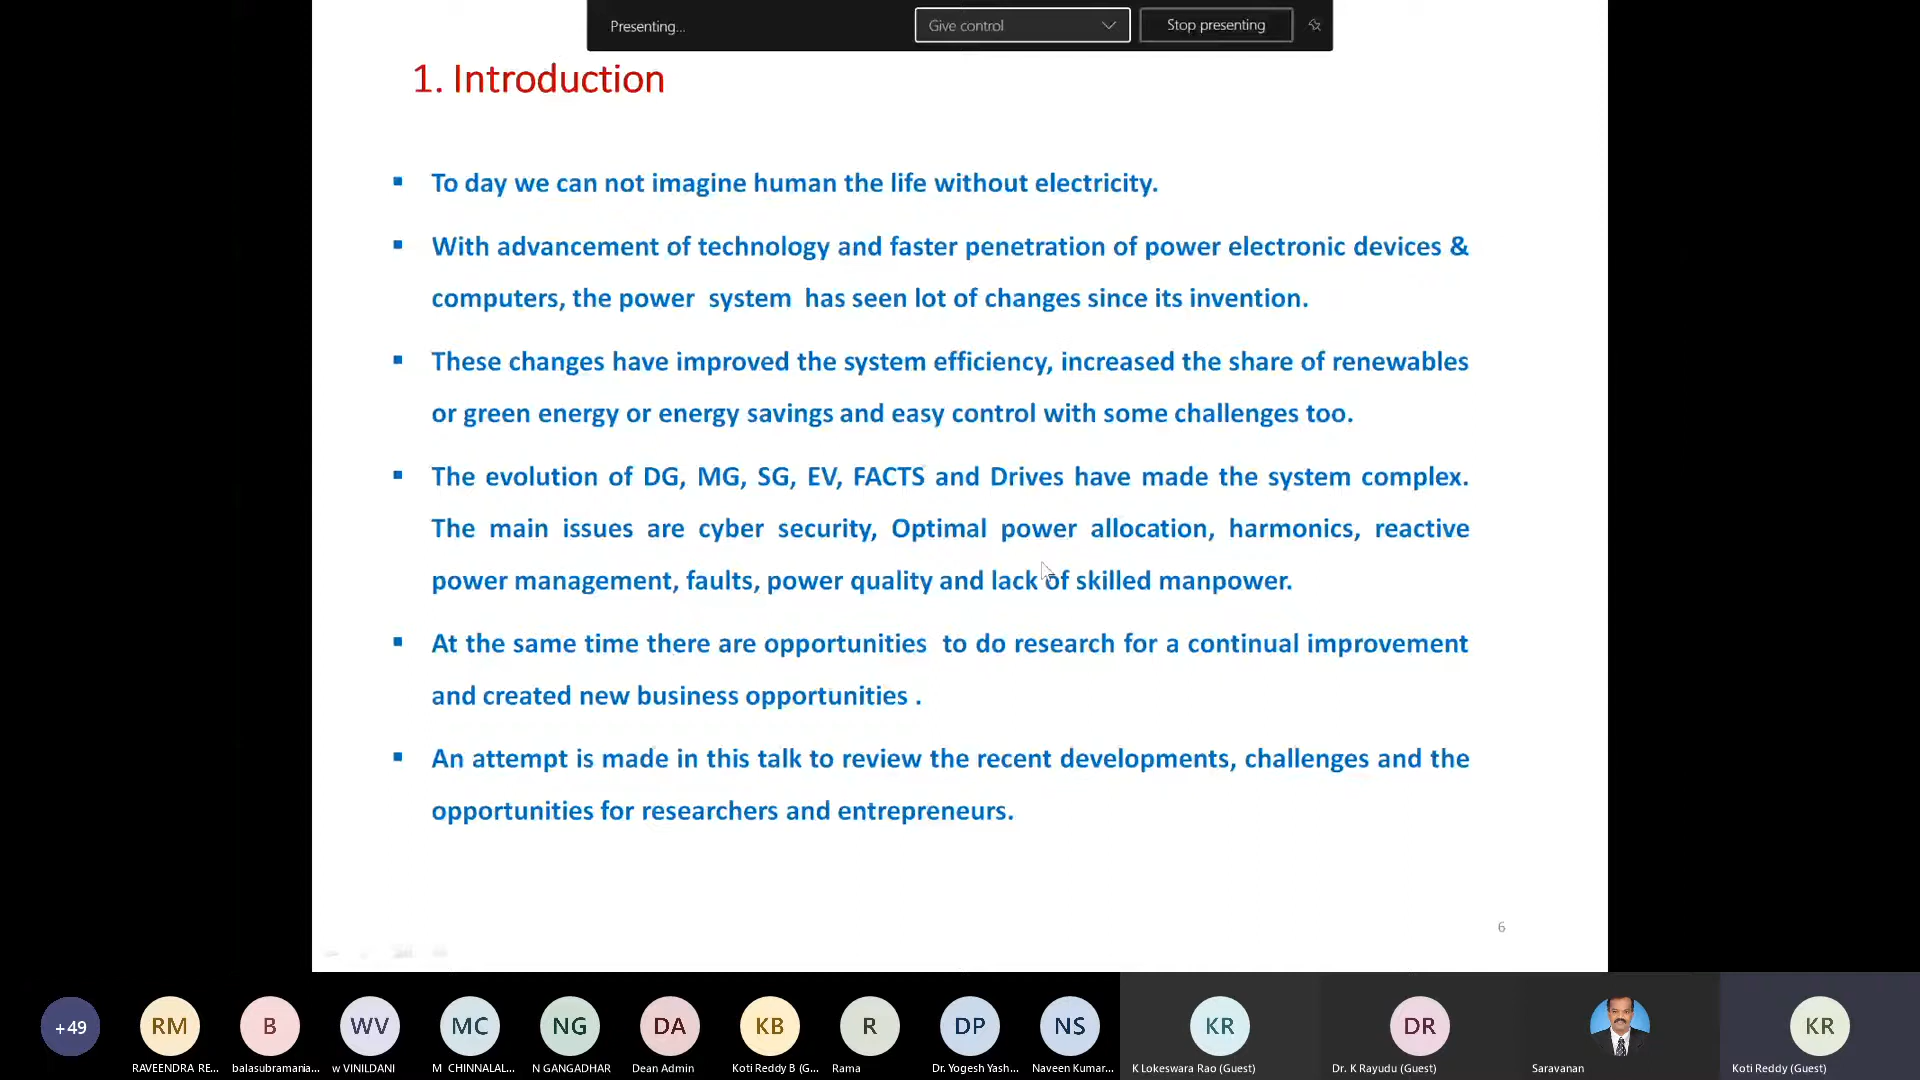 Presenting...
Give control
Stop presenting
1. Introduction
▪ To day we can not imagine human the life without electricity.
▪ With advancement of technology and faster penetration of power electronic devices &
computers, the power system has seen lot of changes since its invention.
▪ These changes have improved the system efficiency, increased the share of renewables
or green energy or energy savings and easy control with some challenges too.
▪ The evolution of DG, MG, SG, EV, FACTS and Drives have made the system complex.
The main issues are cyber security, Optimal power allocation, harmonics, reactive
power management, faults, power quality and lack of skilled manpower.
▪ At the same time there are opportunities to do research for a continual improvement
and created new business opportunities .
▪ An attempt is made in this talk to review the recent developments, challenges and the
opportunities for researchers and entrepreneurs.
6
+49 RM B WV MC NG DA KB R DP NS KR DR KR
RAVEENDRA RE... balasubramania... w VINILDANI M CHINNALAL... N GANGADHAR Dean Admin Koti Reddy B (G... Rama Dr. Yogesh Yash... Naveen Kumar... K Lokeswara Rao (Guest) Dr. K Rayudu (Guest) Saravanan Koti Reddy (Guest)